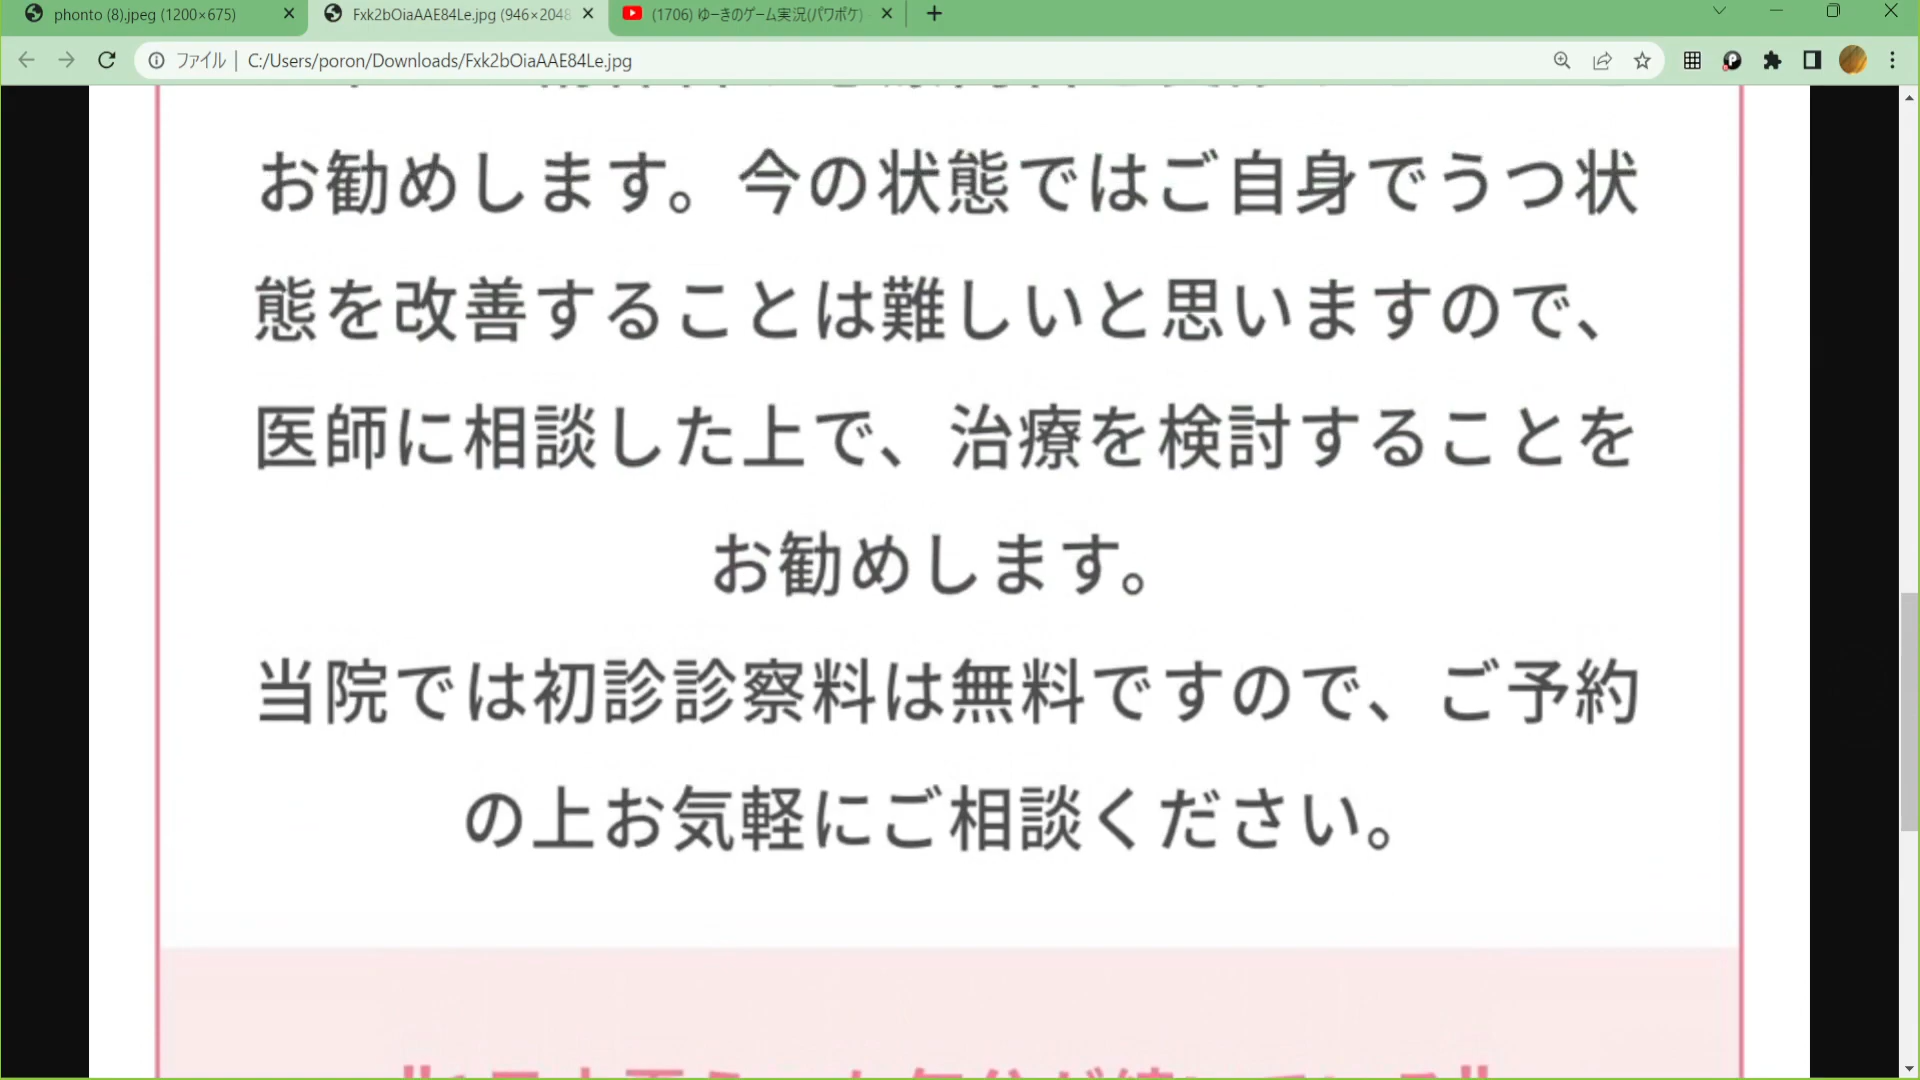 phonto (8).jpeg (1200×675)
Fxk2bOiaAAE84Le.jpg (946×2048
(1706) ゆーきのゲーム実況(パワポケ)
ファイル
C:/Users/poron/Downloads/Fxk2bOiaAAE84Le.jpg
お勧めします。今の状態ではご自身でうつ状
態を改善することは難しいと思いますので、
医師に相談した上で、治療を検討することを
お勧めします。
当院では初診診察料は無料ですので、ご予約
の上お気軽にご相談ください。